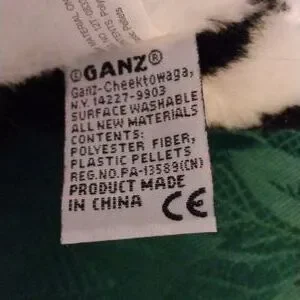 ©GANZ®
Ganz-Cheektowaga,
N.Y. 14227-9903
SURFACE WASHABLE
ALL NEW MATERIALS
CONTENTS:
POLYESTER FIBER,
PLASTIC PELLETS
REG.NO.PA-13589(CN)
PRODUCT MADE
IN CHINA
CE